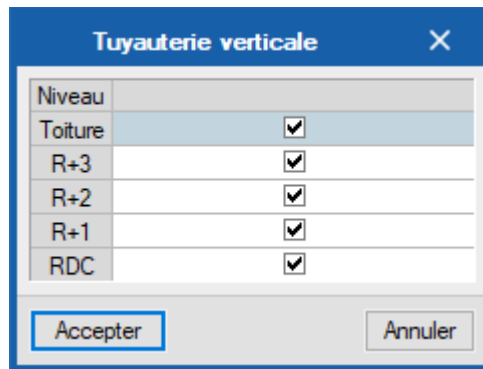 Tuyauterie verticale
Niveau
Toiture
R+3
R+2
R+1
RDC
Accepter Annuler